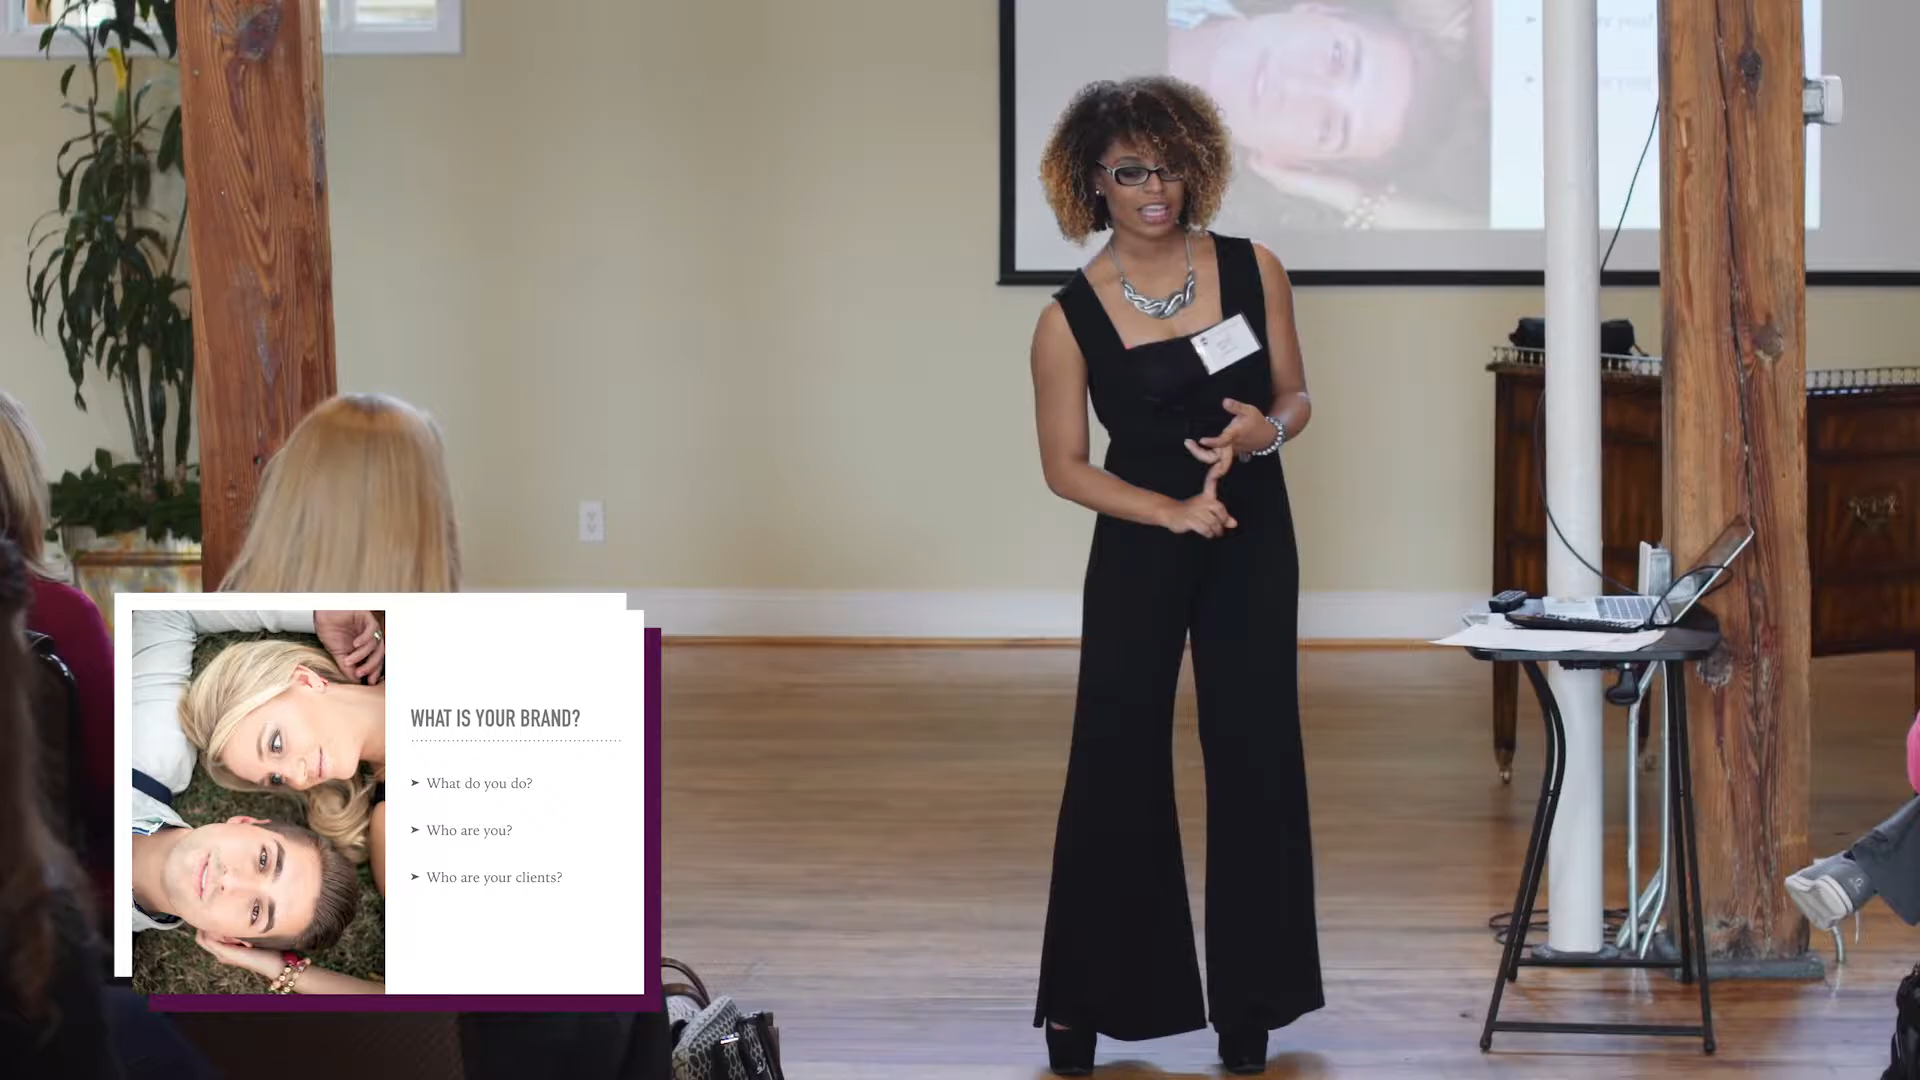 WHAT IS YOUR BRAND?
➤ What do you do?
➤ Who are you?
➤ Who are your clients?